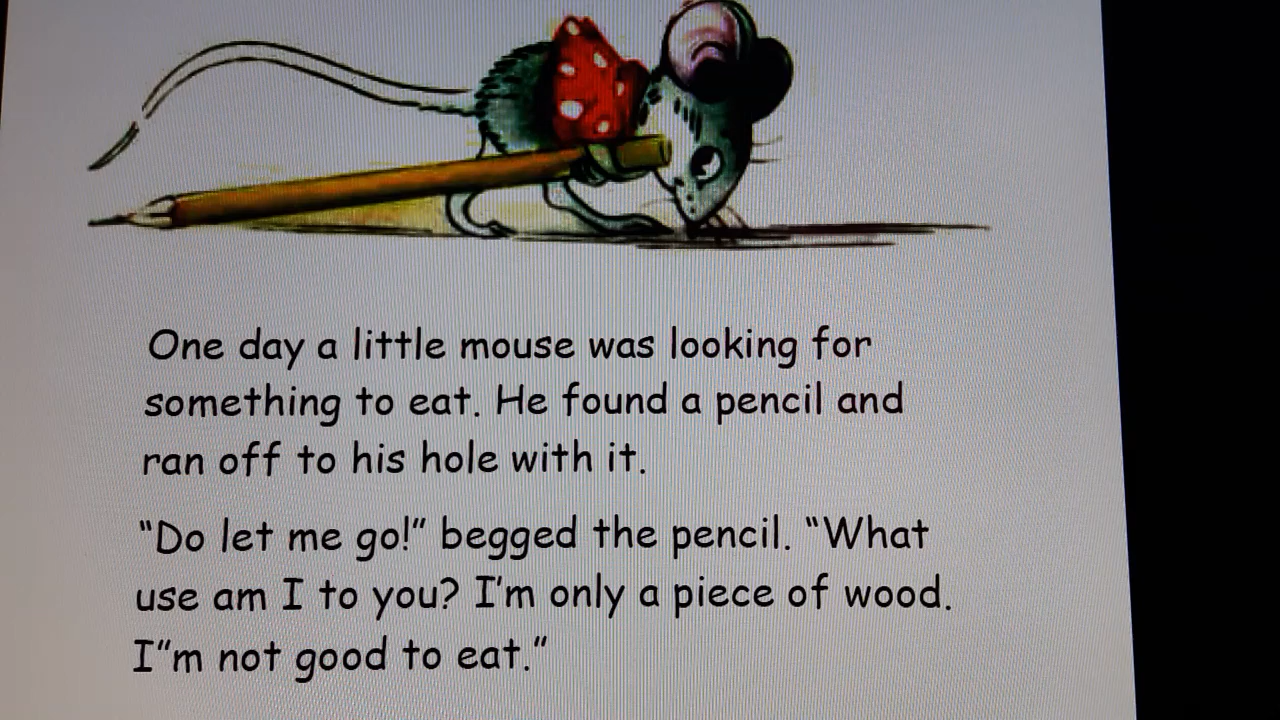 One day a little mouse was looking for
something to eat. He found a pencil and
ran off to his hole with it.
“Do let me go!” begged the pencil. “What
use am I to you? I’m only a piece of wood.
I”m not good to eat.”